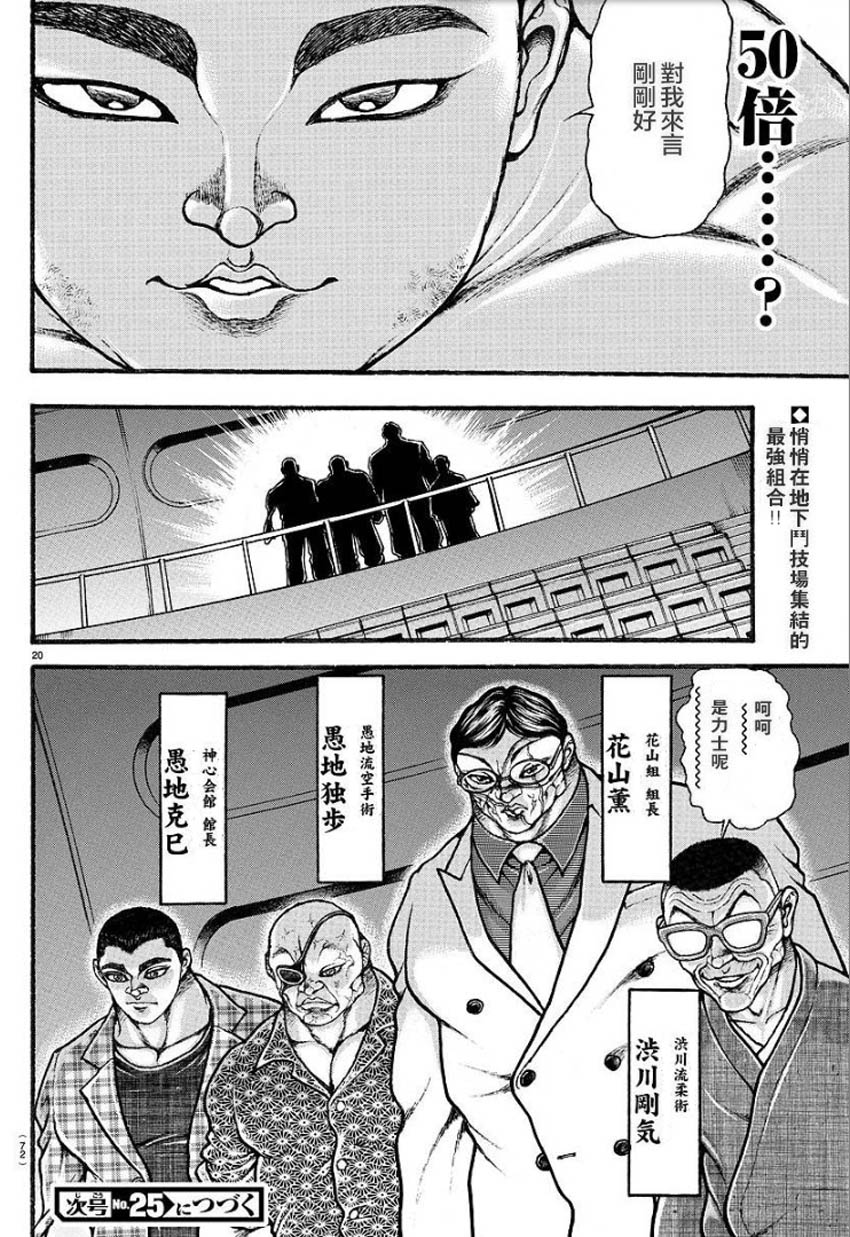 50倍………？
對我來言
剛剛好
◆悄悄在地下鬥技場集結的
最強組合!!
20
呵呵
是力士呢
花山組 組長
花山薫
愚地流空手術
愚地独歩
神心会館 館長
愚地克巳
渋川流柔術
渋川剛気
(72)
次号No.25につづく
じごう